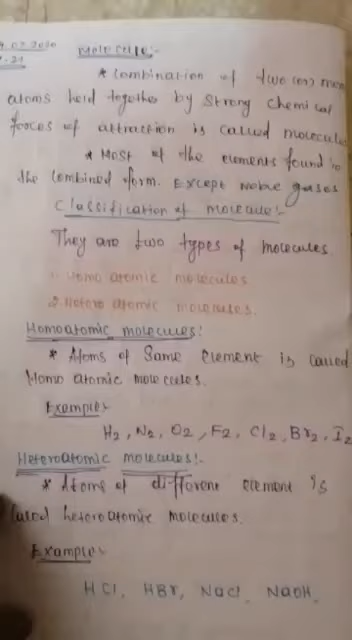 Molecule:-
* Combination of two (or) more
atoms held together by strong chemical
forces of attraction is called molecule
* Most of the elements found in
the combined form. Except noble gases
Classification of molecule:-
They are two types of molecules
1. Homo atomic molecules
2. Hetero atomic molecules.
Homoatomic molecules:
* Atoms of same element is called
Homo atomic molecules.
Example:-
H2, N2, O2, F2, Cl2, Br2, I2
Heteroatomic molecules:-
* Atoms of different element is
called heteroatomic molecules.
Example:-
HCl, HBr, NaCl, NaOH,